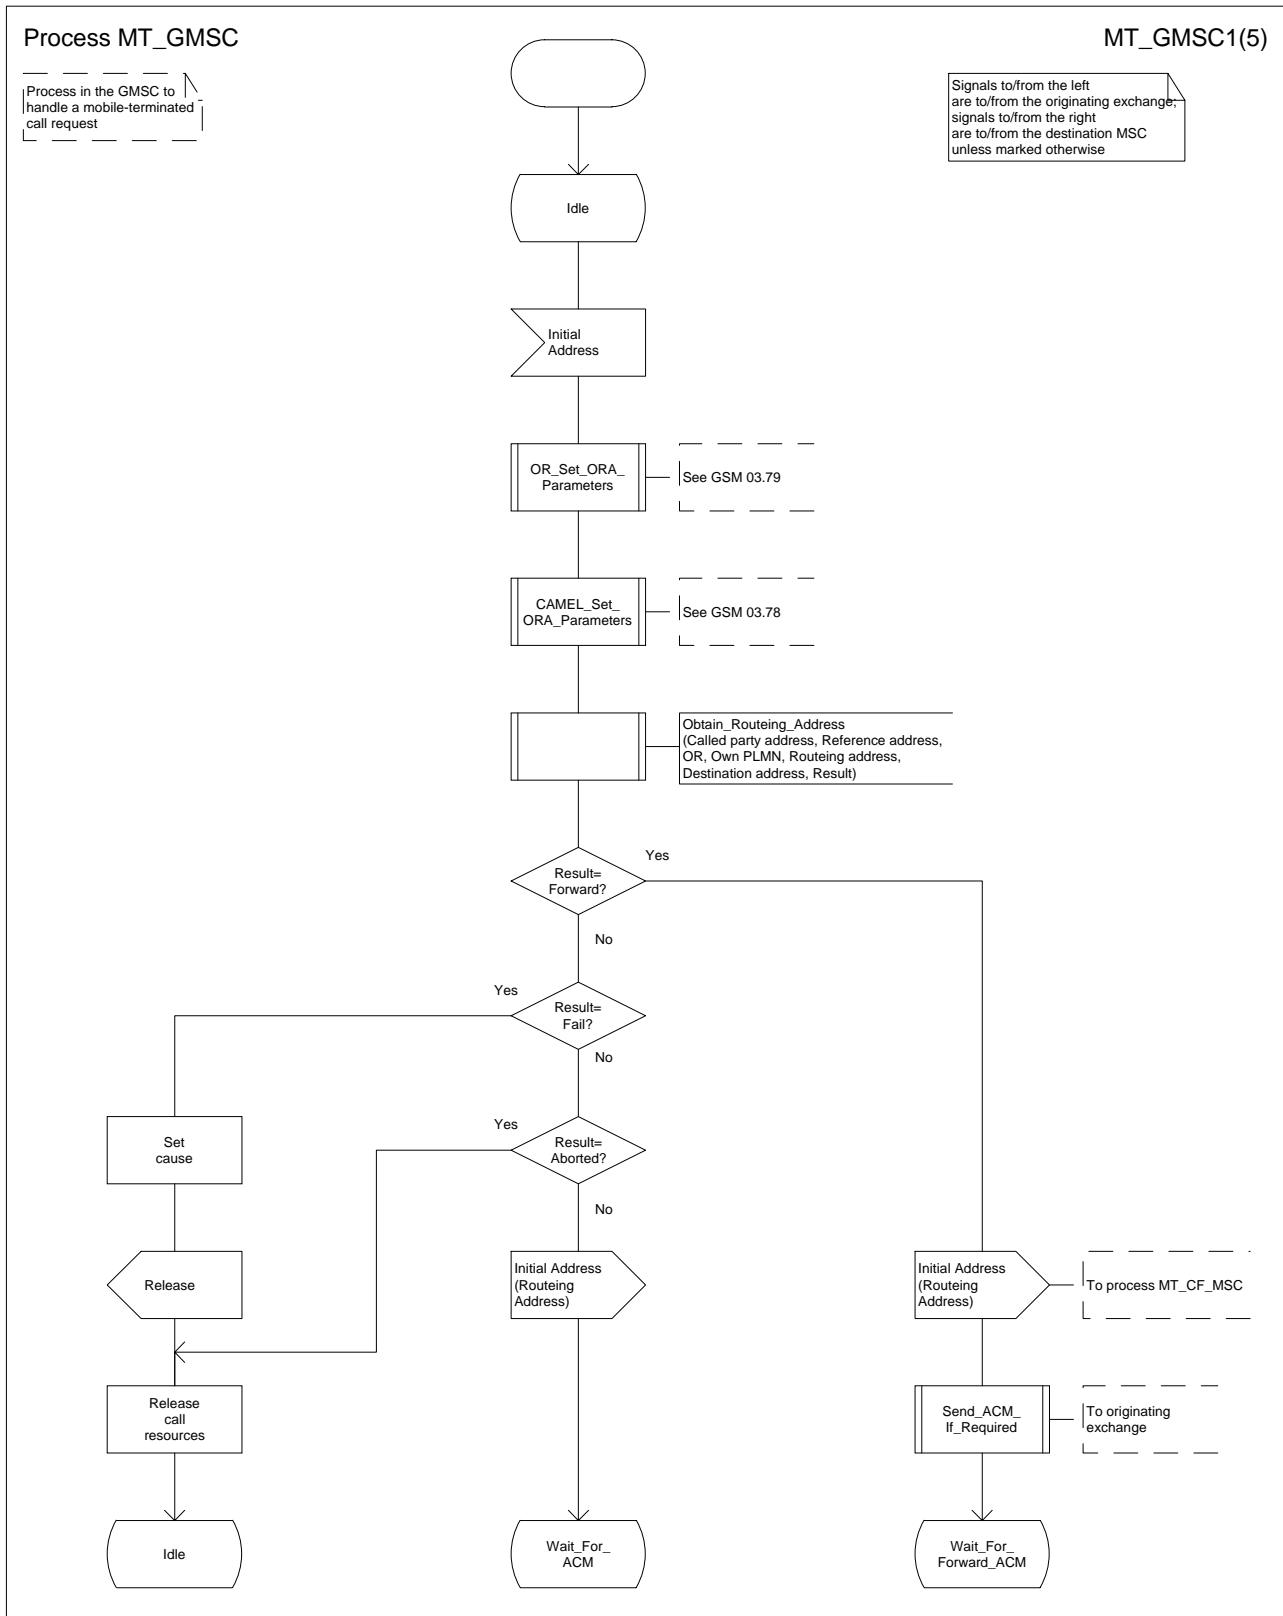 Process MT_GMSC
MT_GMSC1(5)
Process in the GMSC to
handle a mobile-terminated
call request
Signals to/from the left
are to/from the originating exchange;
signals to/from the right
are to/from the destination MSC
unless marked otherwise
Idle
Initial
Address
OR_Set_ORA_
Parameters
See GSM 03.79
CAMEL_Set_
ORA_Parameters
See GSM 03.78
Obtain_Routeing_Address
(Called party address, Reference address,
OR, Own PLMN, Routeing address,
Destination address, Result)
Result=
Forward?
Yes
No
Result=
Fail?
Yes
No
Result=
Aborted?
Yes
No
Set
cause
Release
Initial Address
(Routeing
Address)
Initial Address
(Routeing
Address)
To process MT_CF_MSC
Release
call
resources
Send_ACM_
If_Required
To originating
exchange
Idle
Wait_For_
ACM
Wait_For_
Forward_ACM